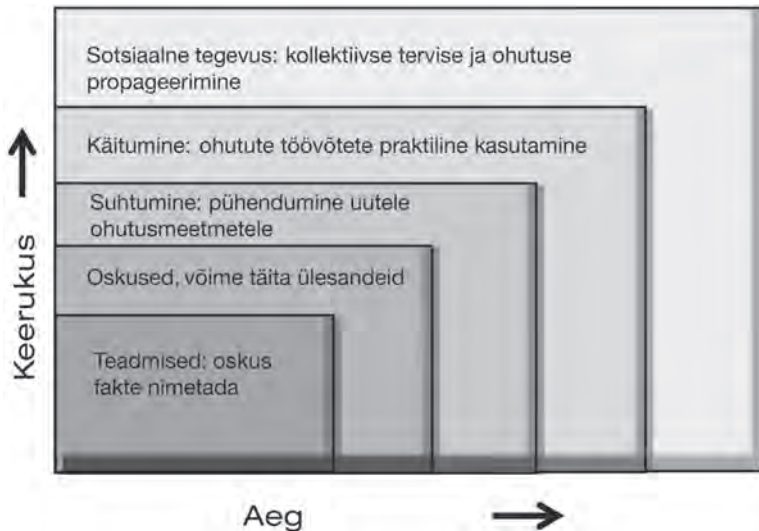 Sotsiaalne tegevus: kollektiivse tervise ja ohutuse
propageerimine
Käitumine: ohutute töövõtete praktiline kasutamine
Suhtumine: pühendumine uutele
ohutusmeetmetele
Oskused, võime täita ülesandeid
Teadmised: oskus
fakte nimetada
Keerukus
Aeg